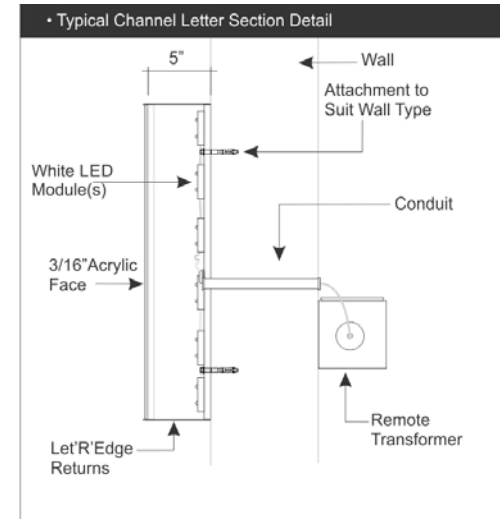 • Typical Channel Letter Section Detail
5"
Wall
Attachment to
Suit Wall Type
White LED
Module(s)
Conduit
3/16"Acrylic
Face
Remote
Transformer
Let'R'Edge
Returns